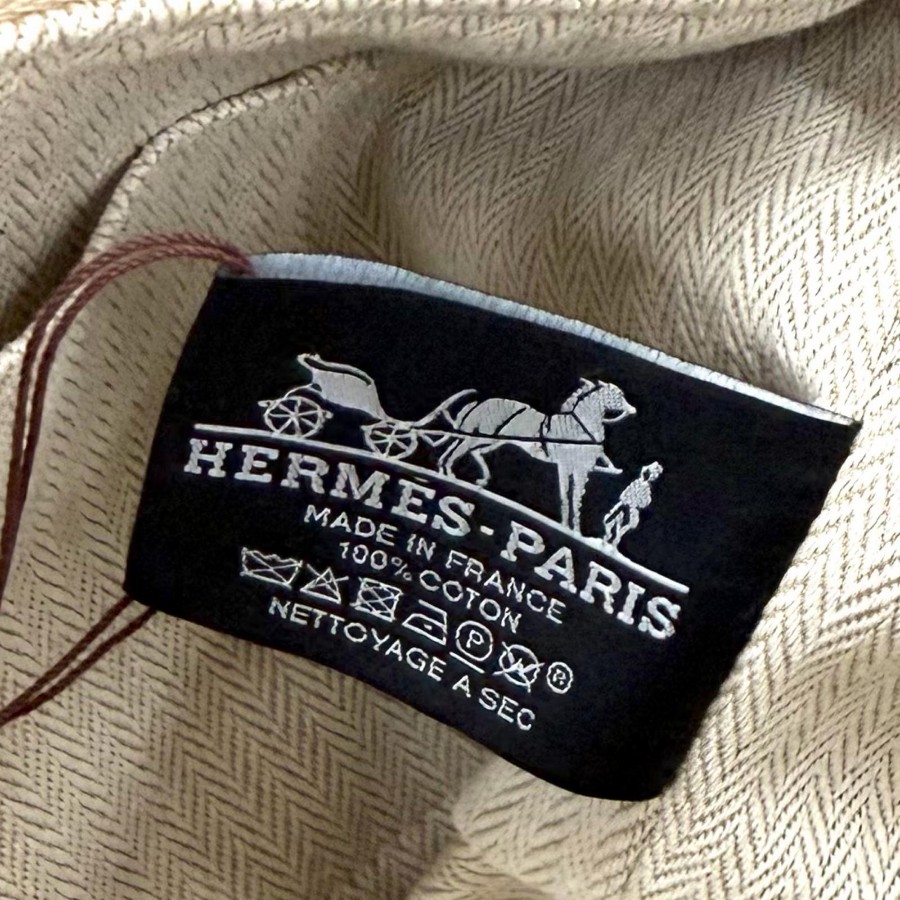 HERMÈS-PARIS
MADE IN FRANCE
100% COTON
P W ®
NETTOYAGE A SEC